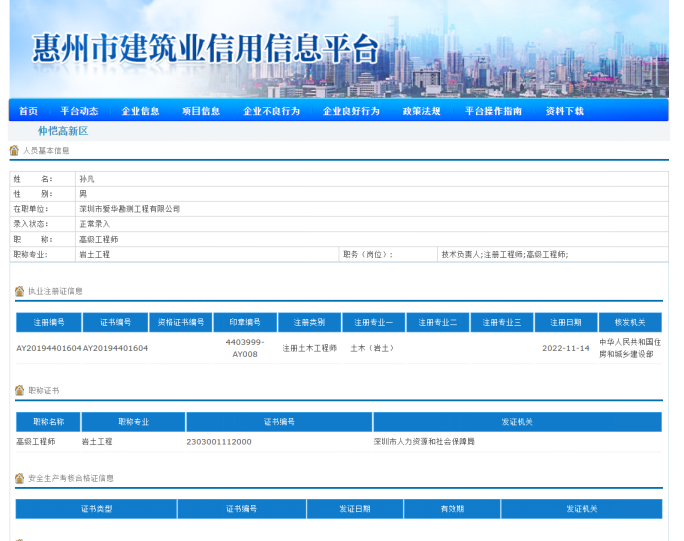 惠州市建筑业信用信息平台
首页 平台动态 企业信息 项目信息 企业不良行为 企业良好行为 政策法规 平台操作指南 资料下载
仲恺高新区
人员基本信息
姓 名： 孙凡
性 别： 男
在职单位： 深圳市爱华勘测工程有限公司
录入状态： 正常录入
职 称： 高级工程师
职称专业： 岩土工程 职务（岗位）： 技术负责人;注册工程师;高级工程师;
执业注册证信息
注册编号 证书编号 资格证书编号 印章编号 注册类别 注册专业一 注册专业二 注册专业三 注册日期 核发机关
AY20194401604 AY20194401604 4403999-AY008 注册土木工程师 土木（岩土） 2022-11-14 中华人民共和国住房和城乡建设部
职称证书
职称名称 职称专业 证书编号 发证机关
高级工程师 岩土工程 2303001112000 深圳市人力资源和社会保障局
安全生产考核合格证信息
证书类型 证书编号 发证日期 有效期 发证机关